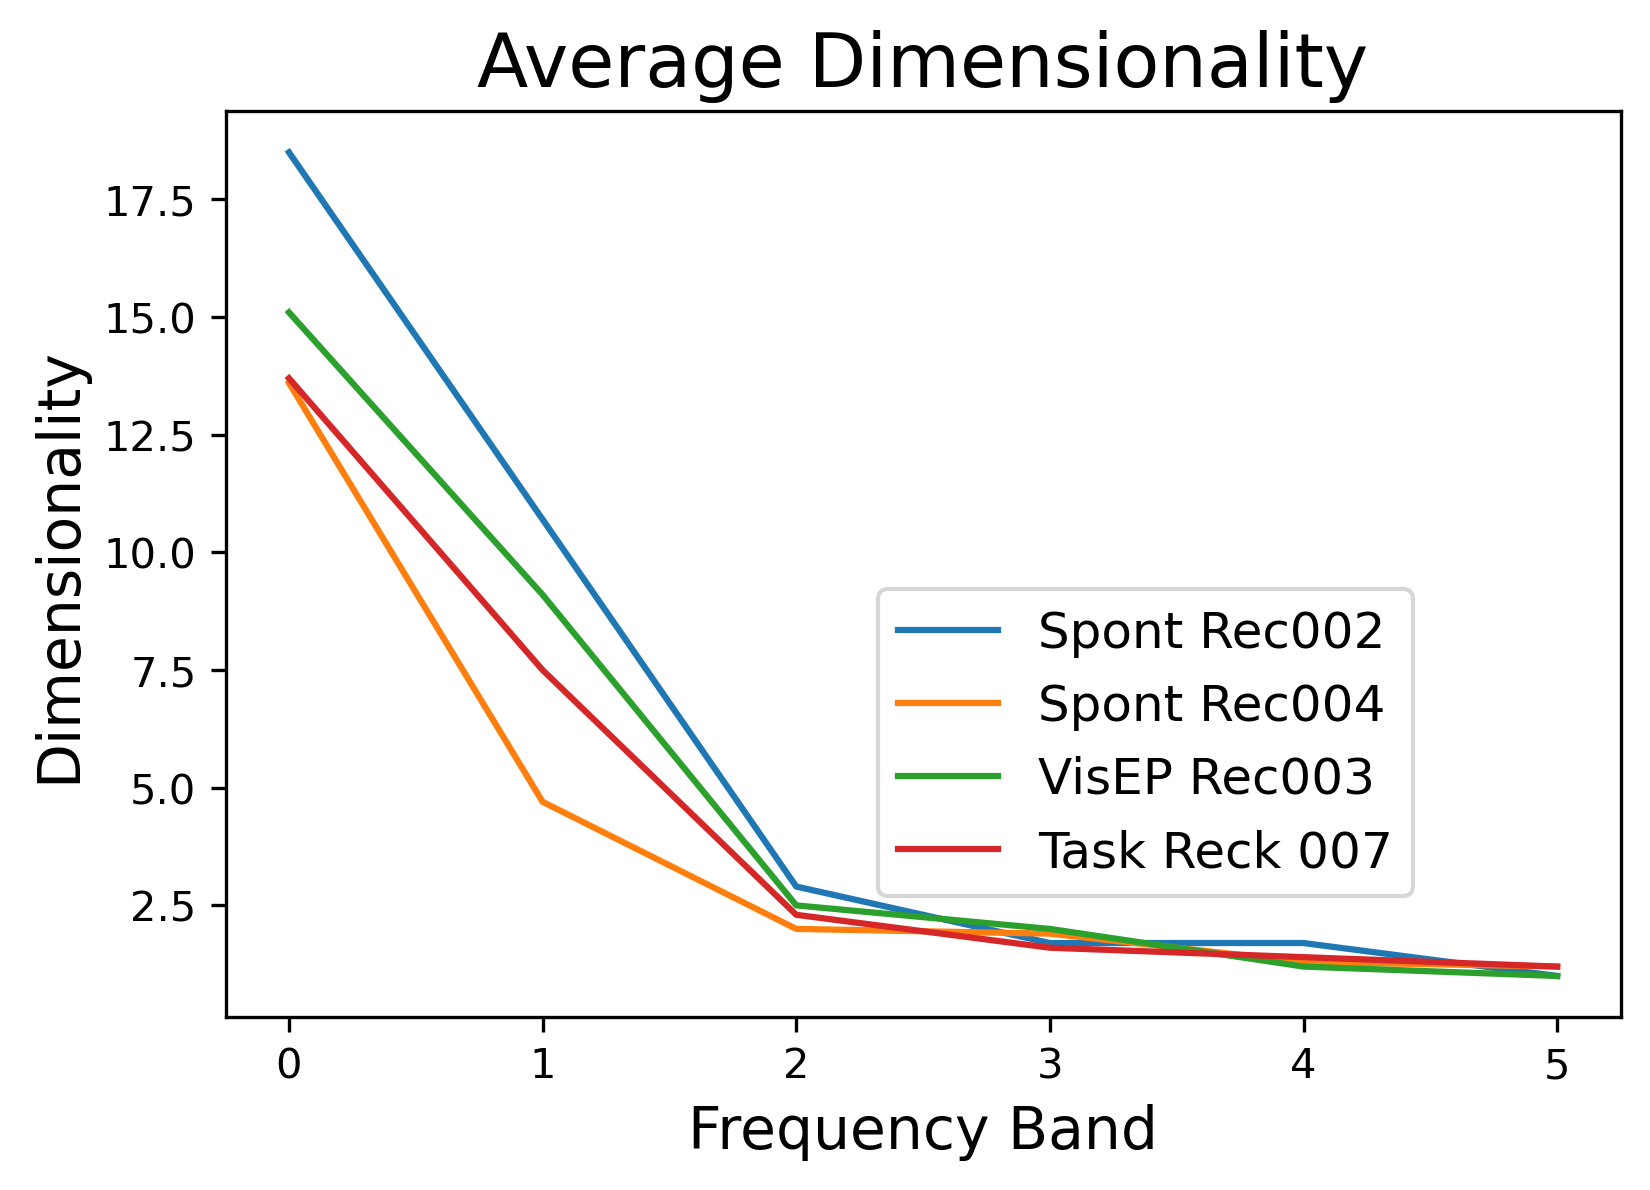 Average Dimensionality
Dimensionality
17.5
15.0
12.5
10.0
7.5
5.0
2.5
Spont Rec002
Spont Rec004
VisEP Rec003
Task Reck 007
0 1 2 3 4 5
Frequency Band